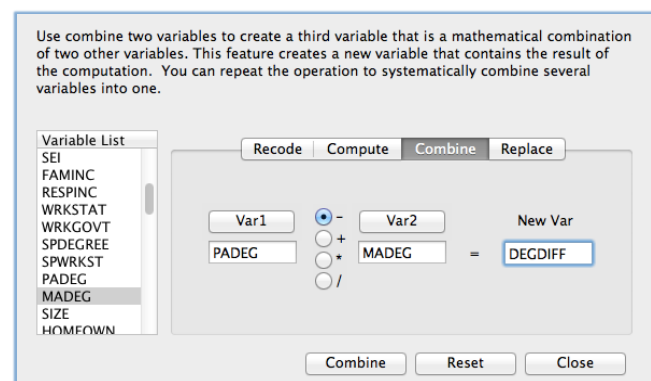 Use combine two variables to create a third variable that is a mathematical combination
of two other variables. This feature creates a new variable that contains the result of
the computation.  You can repeat the operation to systematically combine several
variables into one.
Variable List
SEI
FAMINC
RESPINC
WRKSTAT
WRKGOVT
SPDEGREE
SPWRKST
PADEG
MADEG
SIZE
HOMEOWN
Recode Compute Combine Replace
Var1 - Var2 New Var
+
PADEG * MADEG = DEGDIFF
/
Combine Reset Close